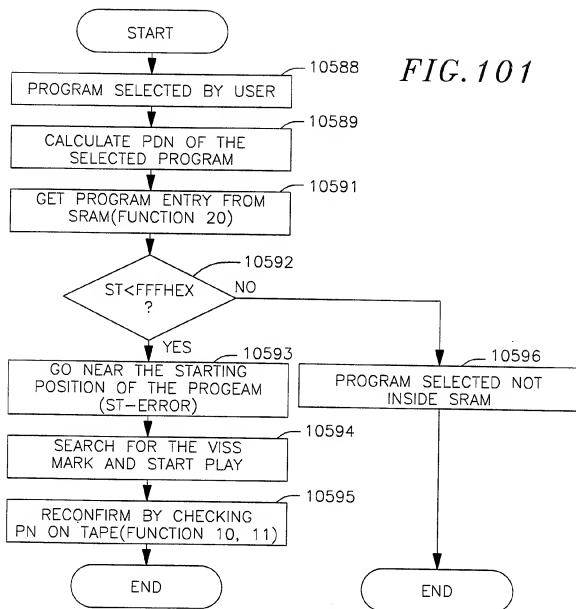 START
FIG.101
10588
PROGRAM SELECTED BY USER
10589
CALCULATE PDN OF THE
SELECTED PROGRAM
10591
GET PROGRAM ENTRY FROM
SRAM(FUNCTION 20)
10592
ST<FFFHEX
?
NO
YES
10593
GO NEAR THE STARTING
POSITION OF THE PROGEAM
(ST-ERROR)
10594
SEARCH FOR THE VISS
MARK AND START PLAY
10595
RECONFIRM BY CHECKING
PN ON TAPE(FUNCTION 10, 11)
END
10596
PROGRAM SELECTED NOT
INSIDE SRAM
END